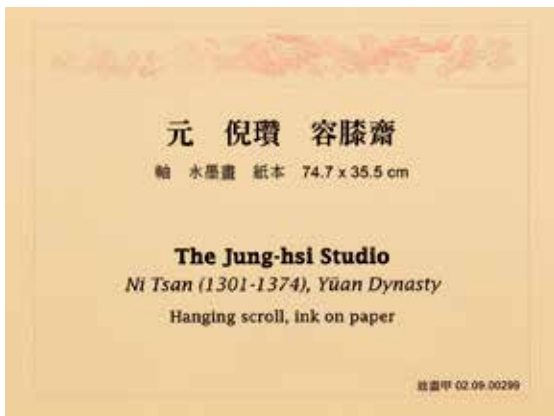 元 倪瓚 容膝齋
軸 水墨畫 紙本 74.7 x 35.5 cm
The Jung-hsi Studio
Ni Tsan (1301-1374), Yüan Dynasty
Hanging scroll, ink on paper
故畫甲 02.09.00299